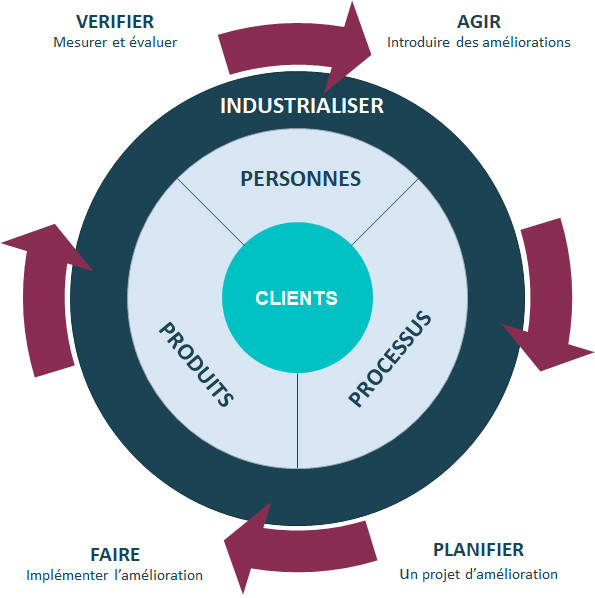 VERIFIER
Mesurer et évaluer
AGIR
Introduire des améliorations
INDUSTRIALISER
PERSONNES
CLIENTS
PRODUITS
PROCESSUS
FAIRE
Implémenter l’amélioration
PLANIFIER
Un projet d’amélioration